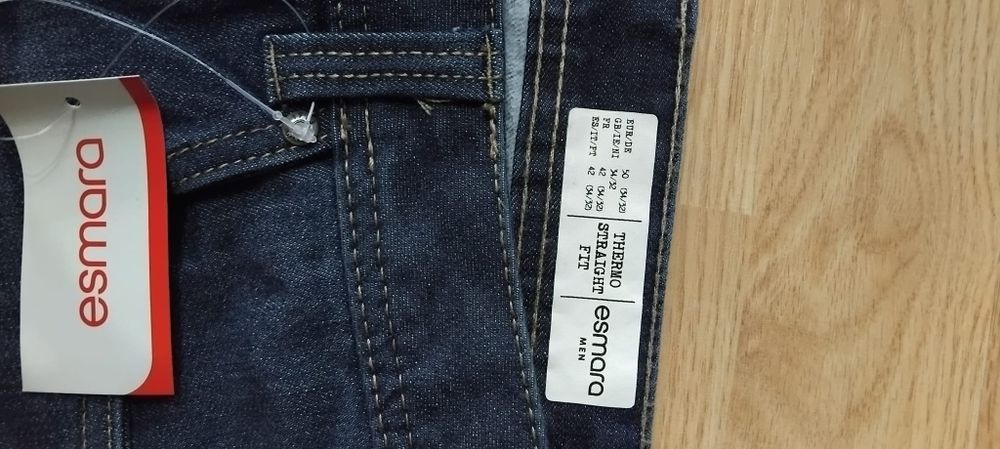 esmara
EUR/DE 50 (34/32)
GB/IE/NI 34/32
FR 42 (34/32)
ES/IT/PT 42 (34/32)
THERMO
STRAIGHT
FIT
esmara
MEN